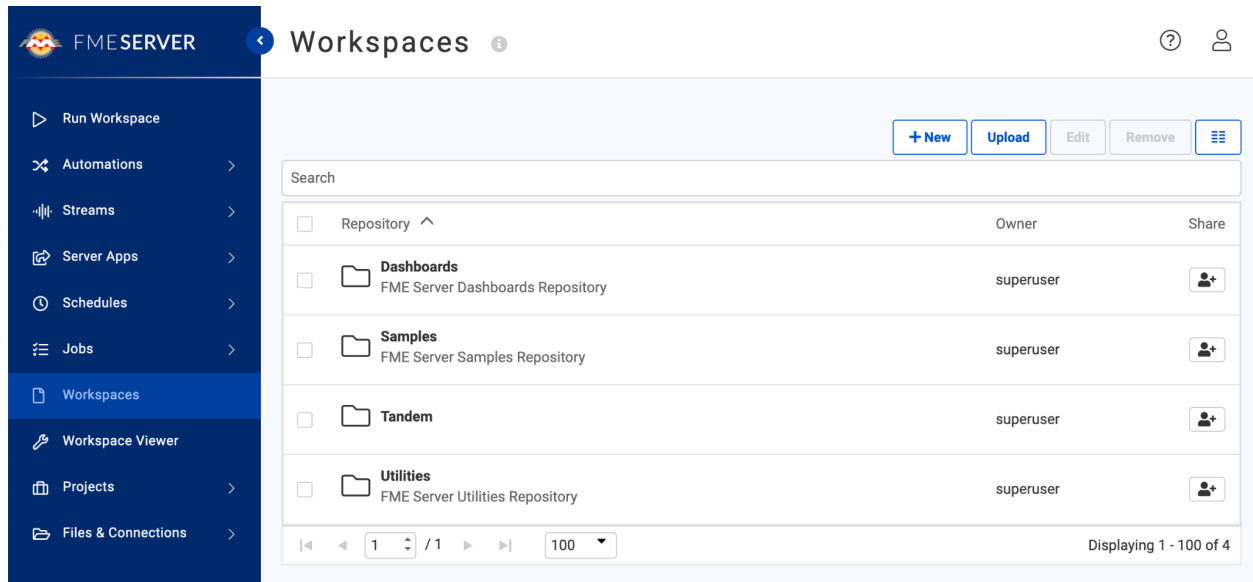 FMESERVER
Workspaces
Run Workspace
Automations
Streams
Server Apps
Schedules
Jobs
Workspaces
Workspace Viewer
Projects
Files & Connections
+ New Upload Edit Remove
Search
Repository Owner Share
Dashboards
FME Server Dashboards Repository
superuser
Samples
FME Server Samples Repository
superuser
Tandem
superuser
Utilities
FME Server Utilities Repository
superuser
1 / 1 100 Displaying 1 - 100 of 4